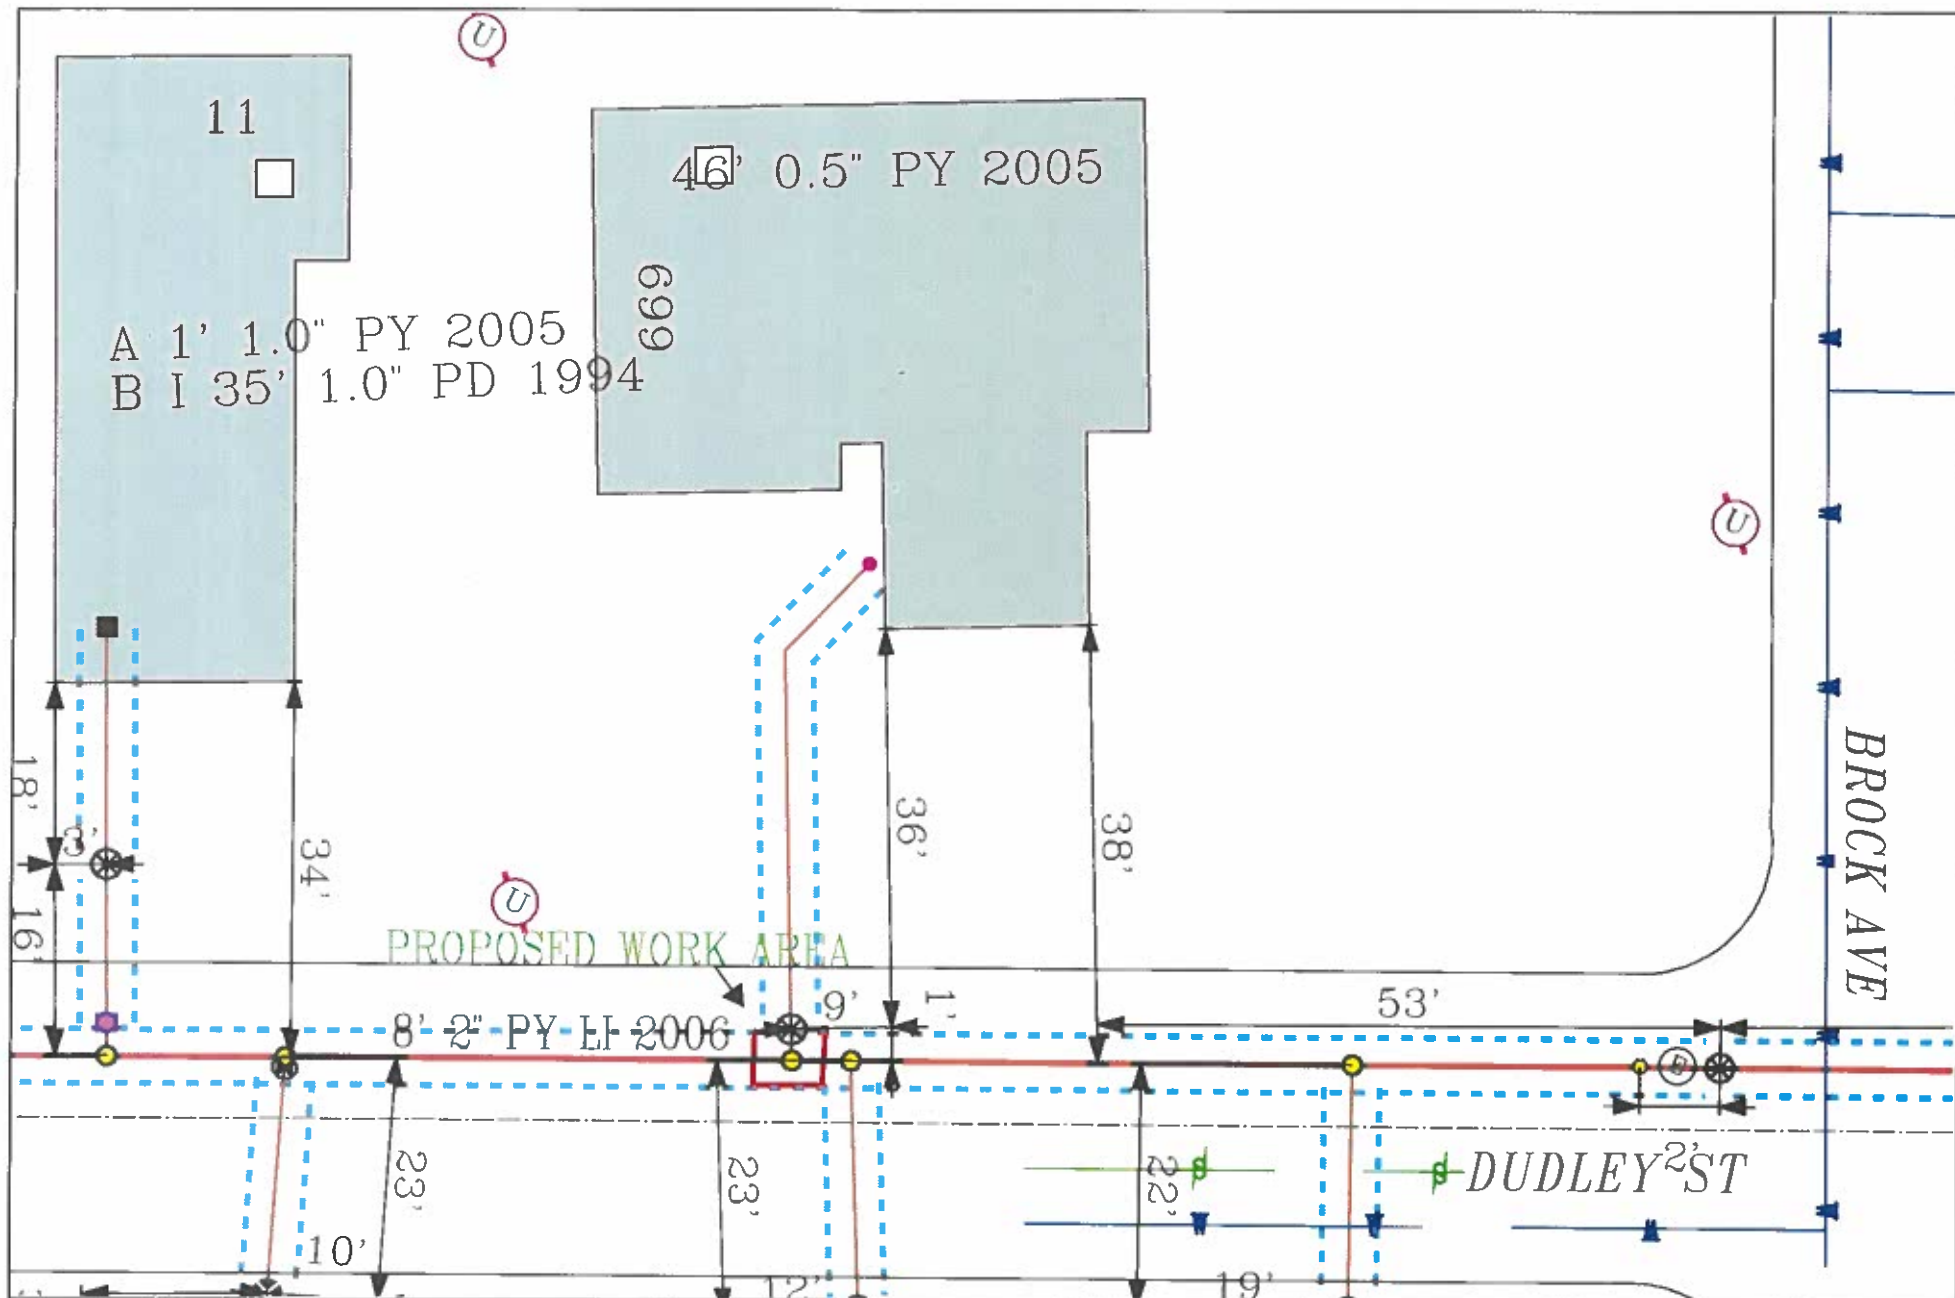 U
11
46' 0.5" PY 2005
699
A 1' 1.0" PY 2005
B I 35' 1.0" PD 1994
U
BROCK AVE
18'
3'
34'
36'
38'
16'
U
PROPOSED WORK AREA
9'
1'
53'
8' 2" PY LI 2006
B
23'
23'
22'
S
S
DUDLEY ST
2'
10'
12'
19'